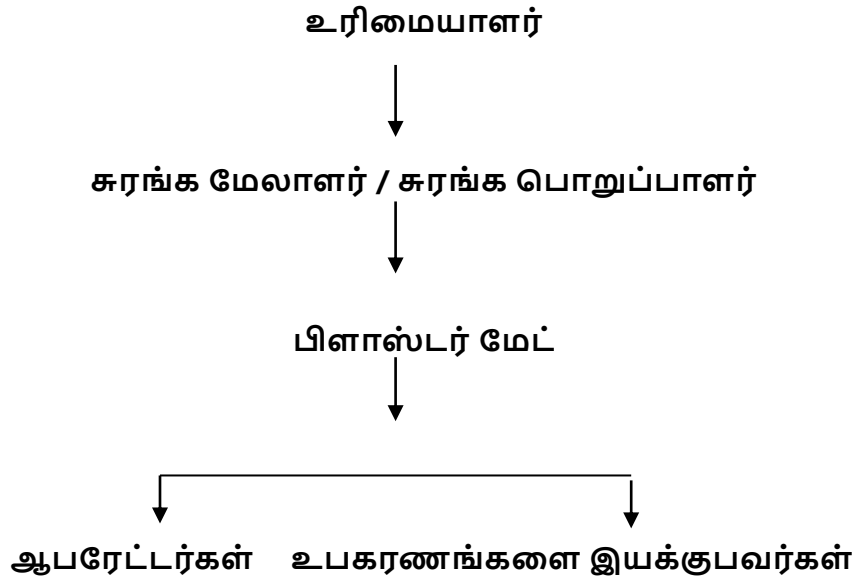 உரிமையாளர்
சுரங்க மேலாளர் / சுரங்க பொறுப்பாளர்
பிளாஸ்டர் மேட்
ஆபரேட்டர்கள் உபகரணங்களை இயக்குபவர்கள்